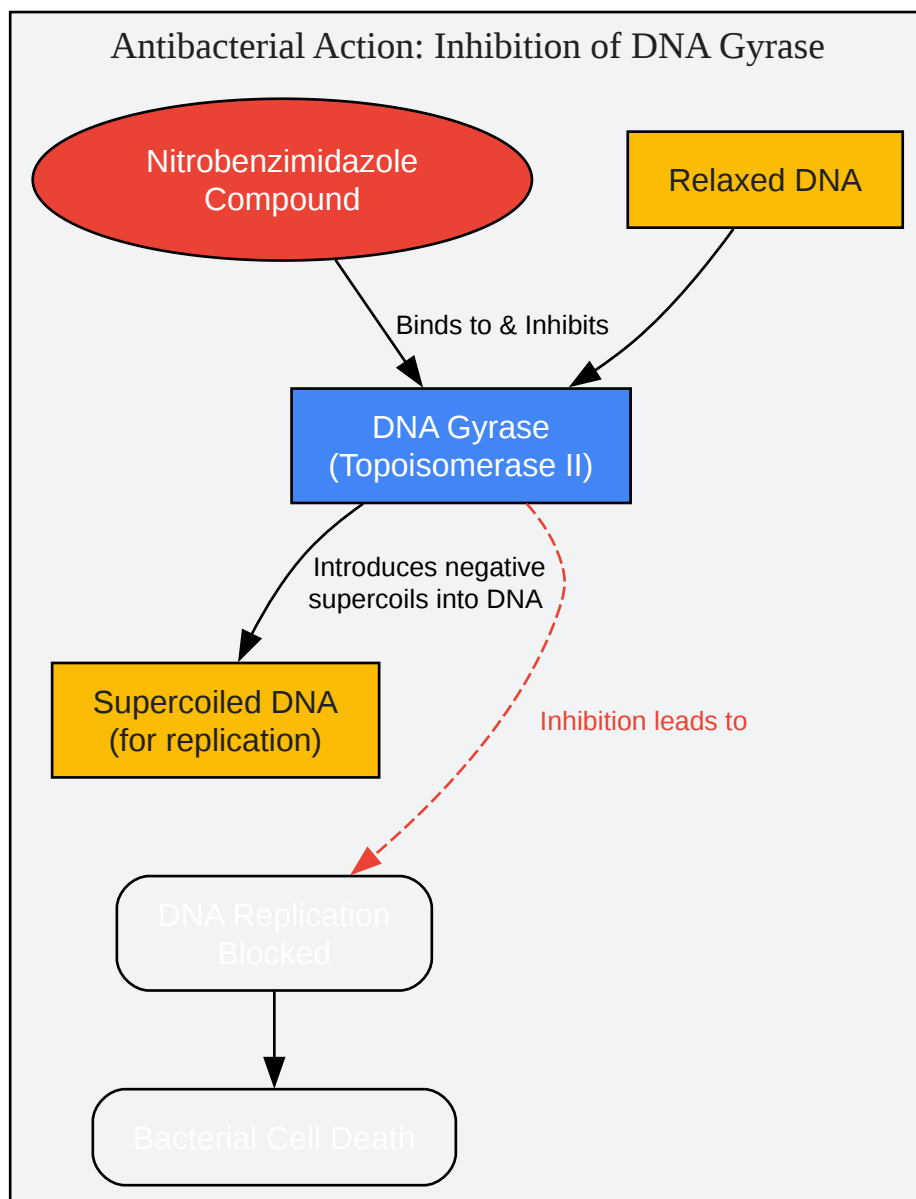 Antibacterial Action: Inhibition of DNA Gyrase
Nitrobenzimidazole
Compound
Relaxed DNA
Binds to & Inhibits
DNA Gyrase
(Topoisomerase II)
Introduces negative
supercoils into DNA
Supercoiled DNA
(for replication)
Inhibition leads to
DNA Replication
Blocked
Bacterial Cell Death